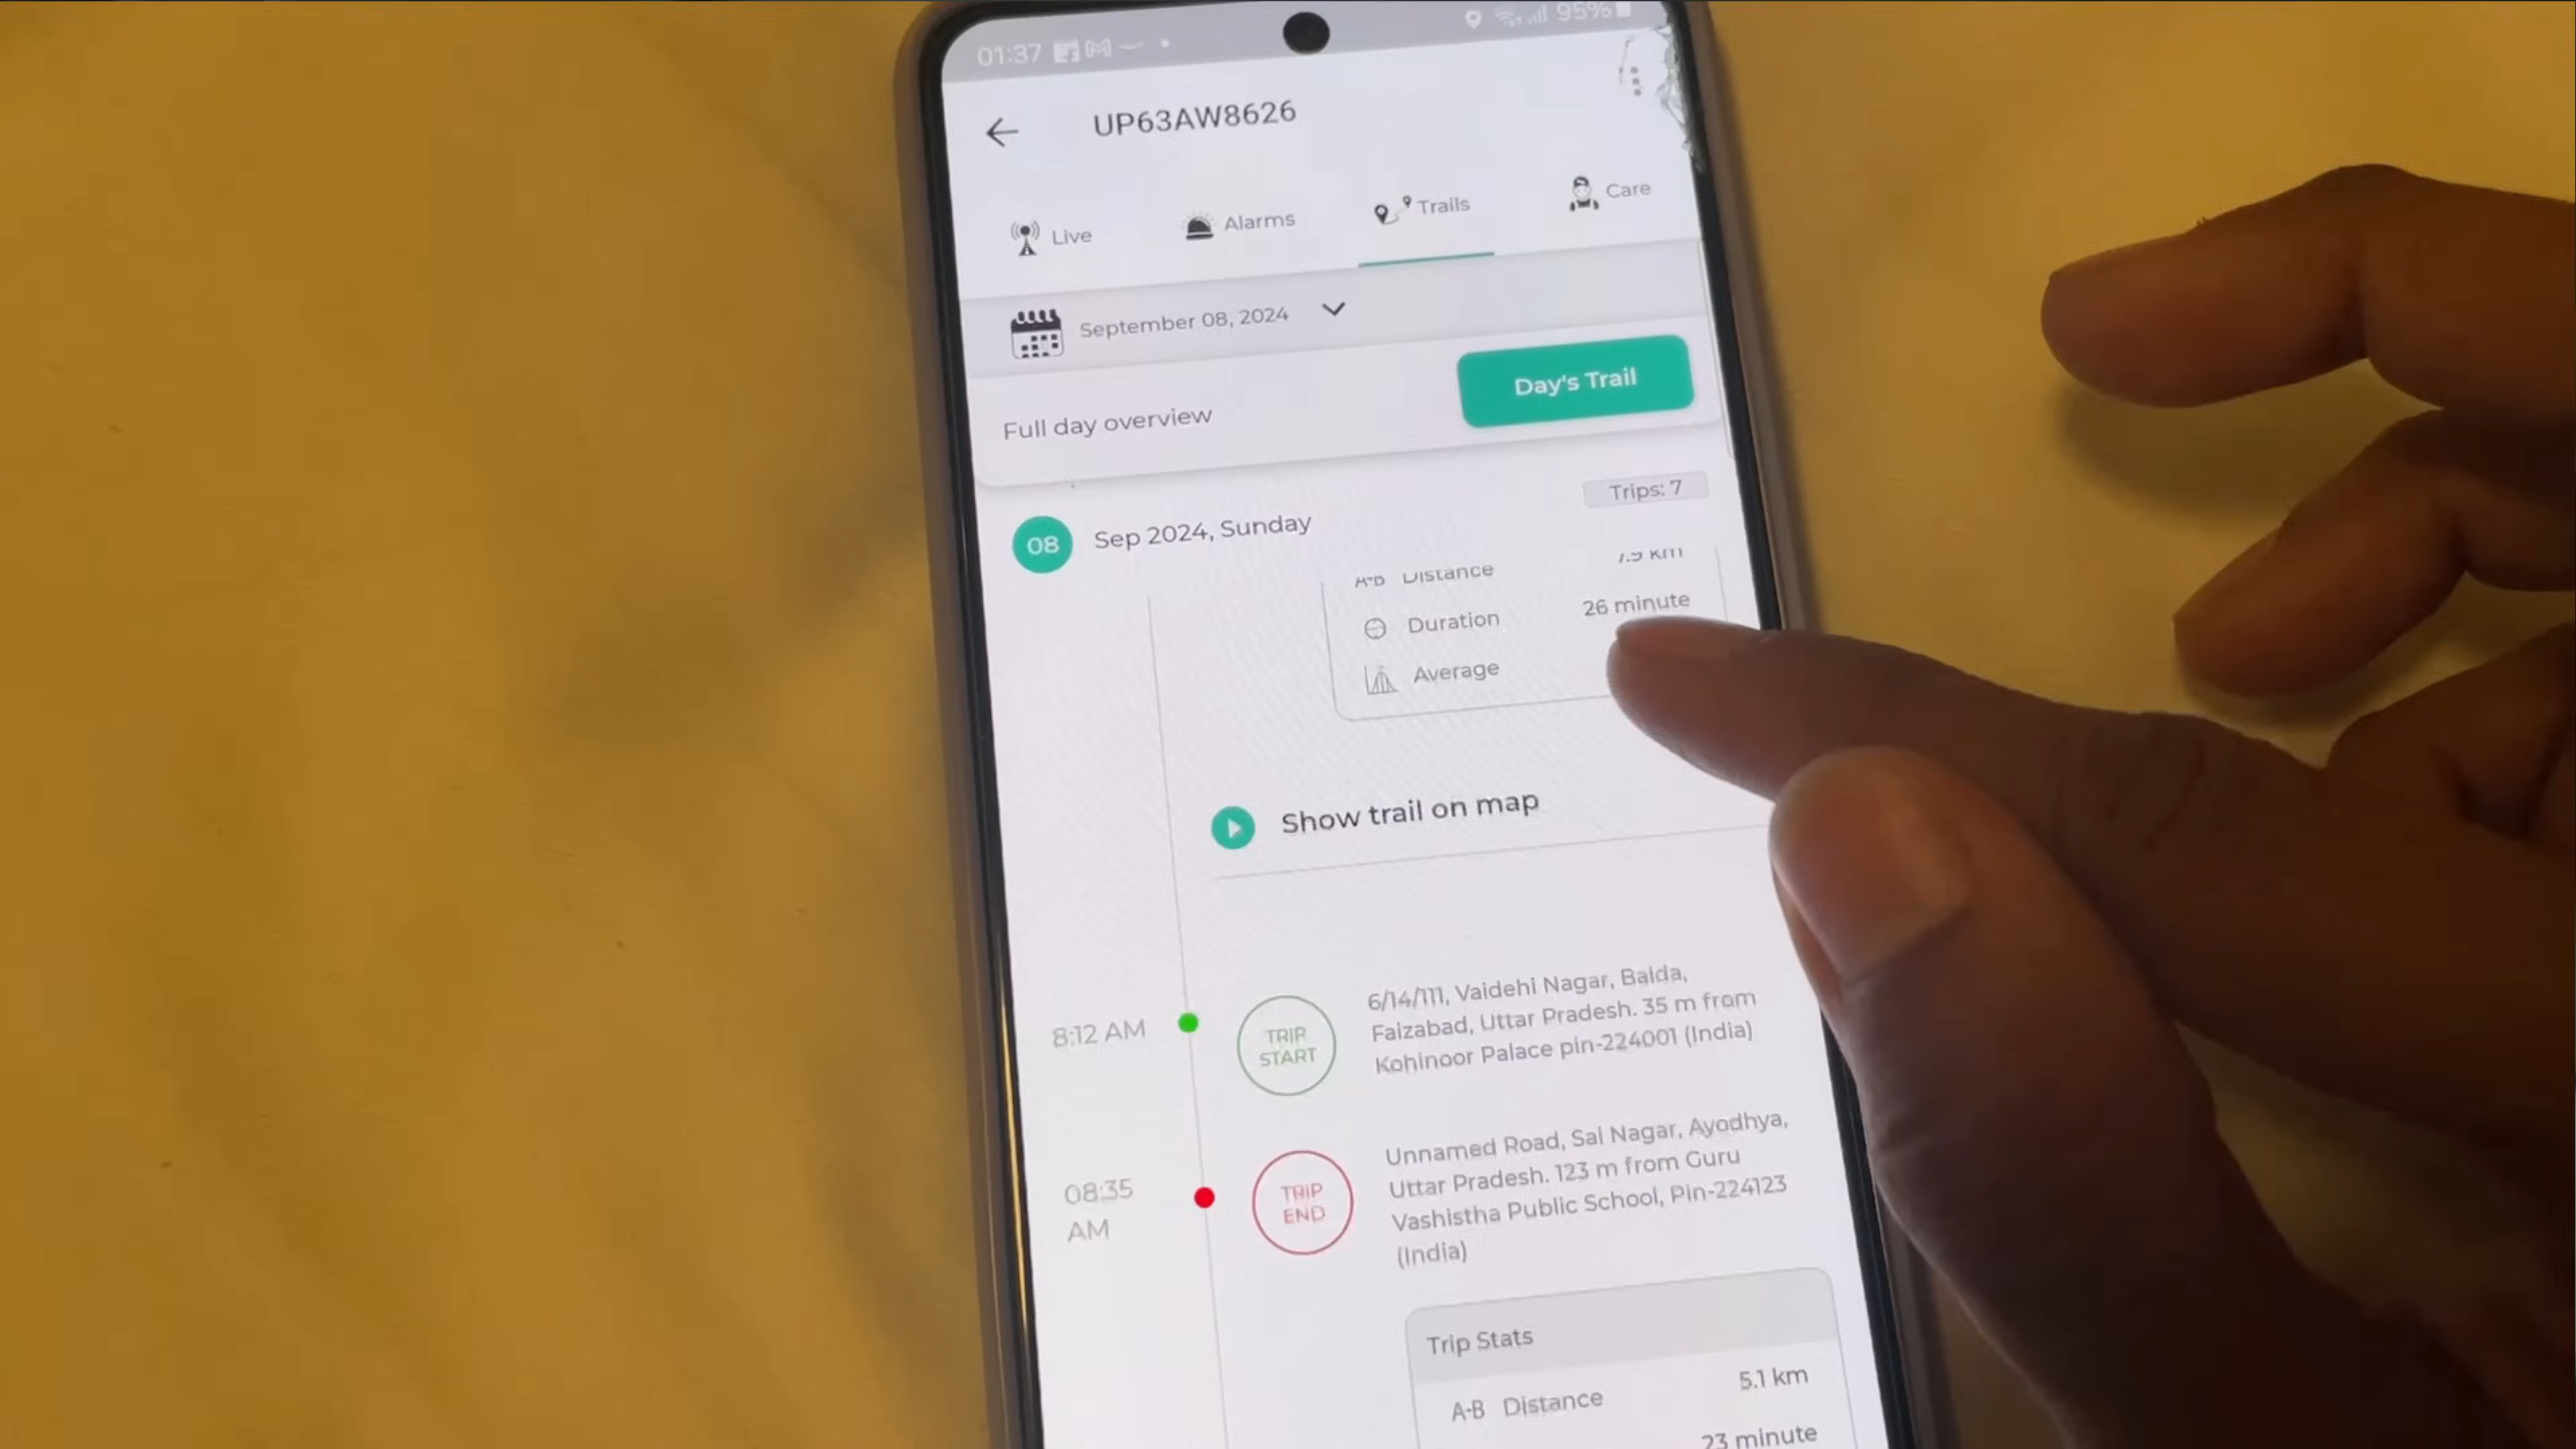 01:37
95%
UP63AW8626
Live
Alarms
Trails
Care
September 08, 2024
Full day overview
Day's Trail
08
Sep 2024, Sunday
Trips: 7
A-B Distance
7.9 km
Duration
26 minute
Average
Show trail on map
8:12 AM
TRIP
START
6/14/111, Vaidehi Nagar, Balda,
Faizabad, Uttar Pradesh. 35 m from
Kohinoor Palace pin-224001 (India)
08:35
AM
TRIP
END
Unnamed Road, Sai Nagar, Ayodhya,
Uttar Pradesh. 123 m from Guru
Vashistha Public School, Pin-224123
(India)
Trip Stats
A-B Distance
5.1 km
23 minute